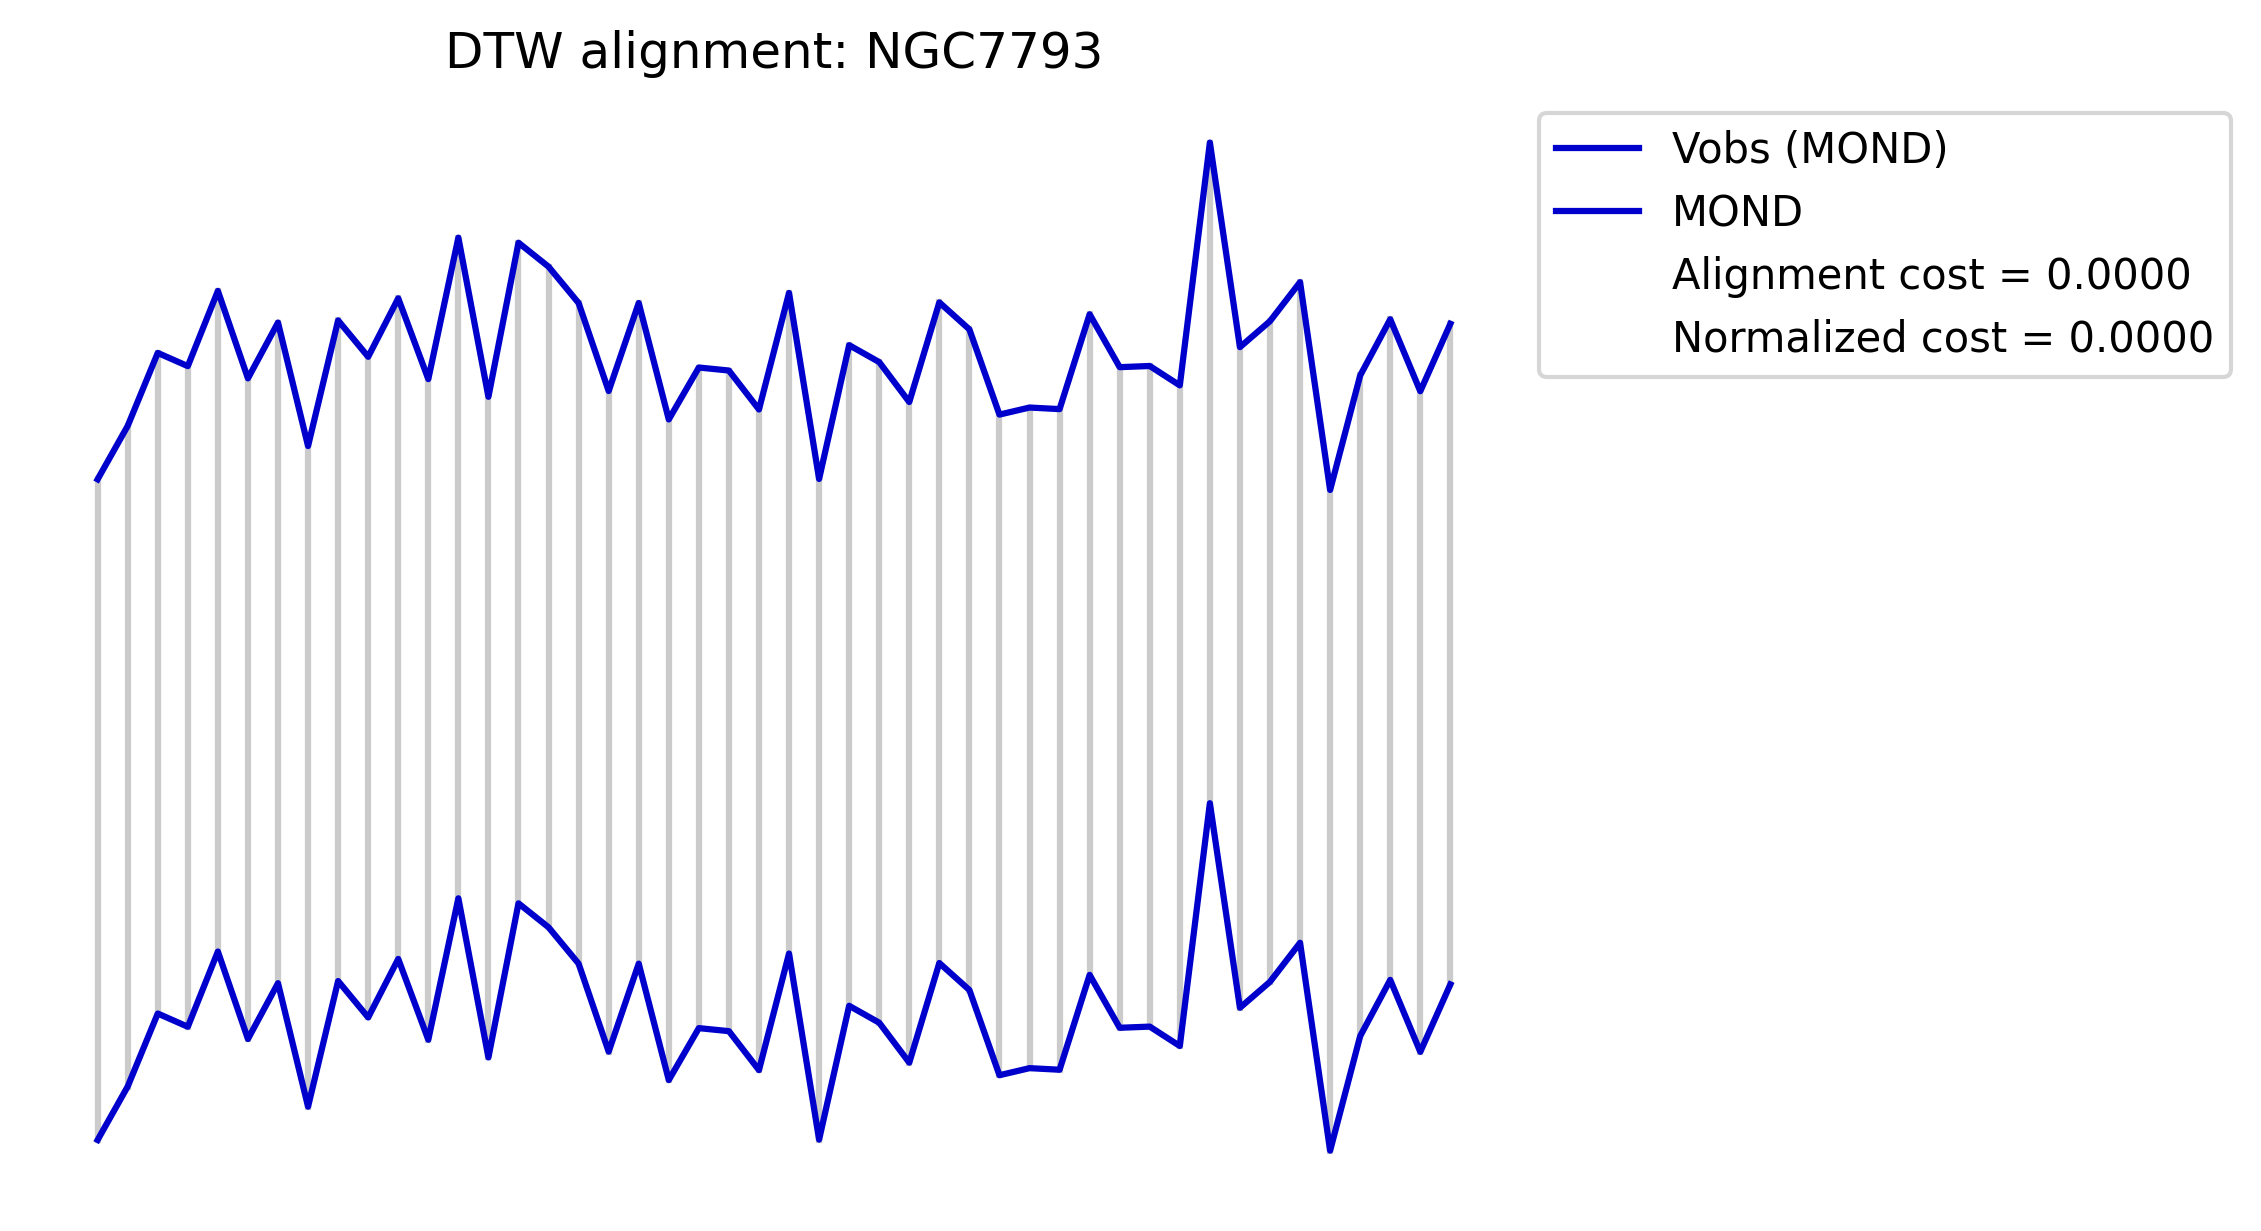 DTW alignment: NGC7793
Vobs (MOND)
MOND
Alignment cost = 0.0000
Normalized cost = 0.0000